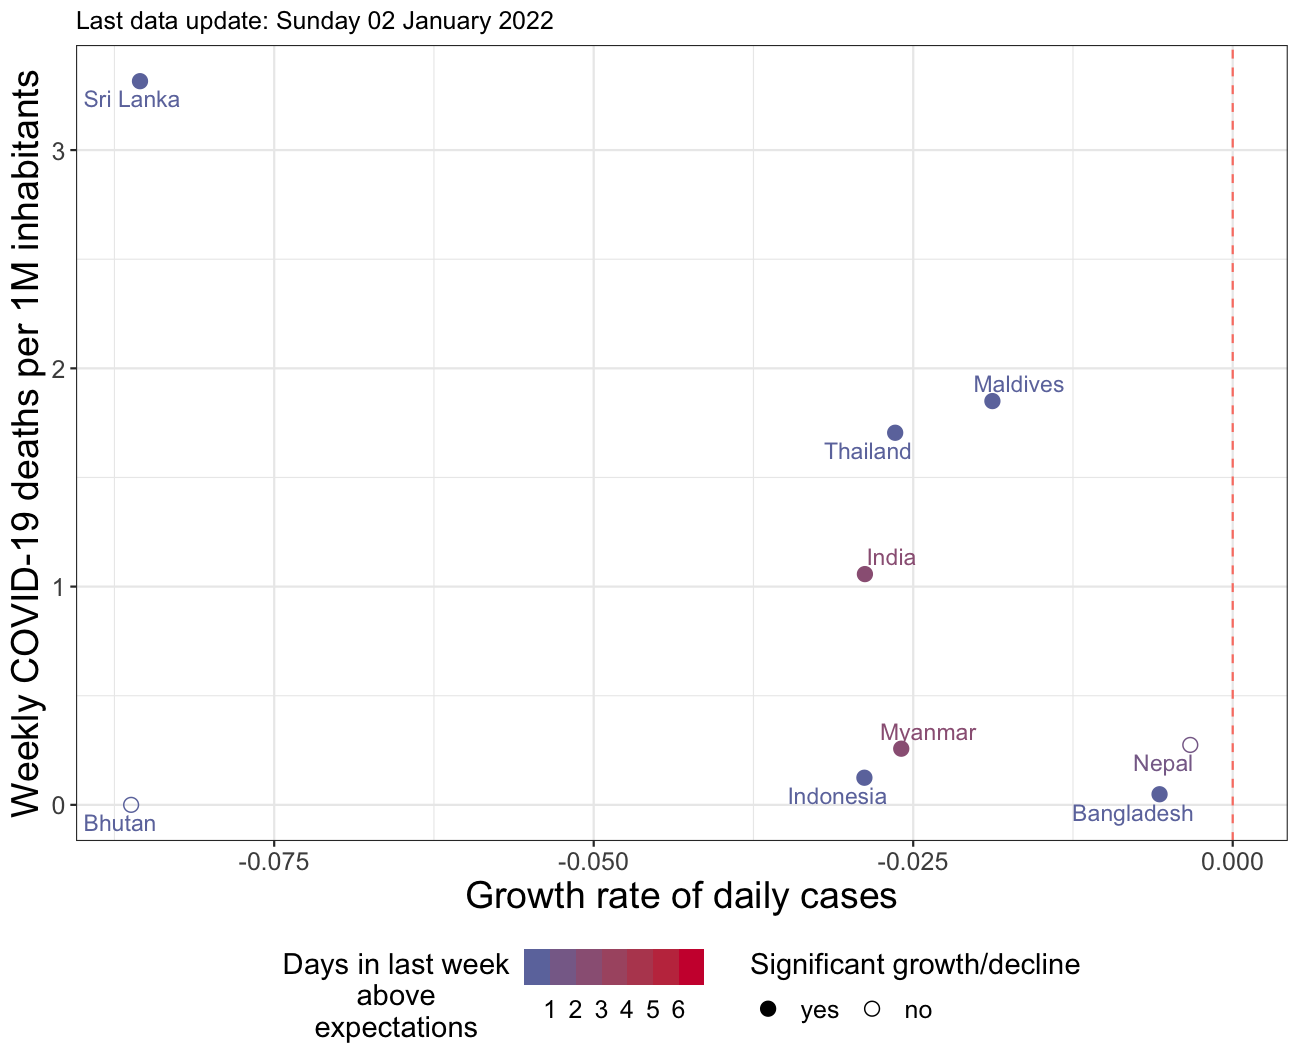 Last data update: Sunday 02 January 2022
Weekly COVID-19 deaths per 1M inhabitants
3
2
1
0
Sri Lanka
Maldives
Thailand
India
Myanmar
Nepal
Indonesia
Bangladesh
Bhutan
-0.075 -0.050 -0.025 0.000
Growth rate of daily cases
Days in last week
above
expectations
1 2 3 4 5 6
Significant growth/decline
yes no